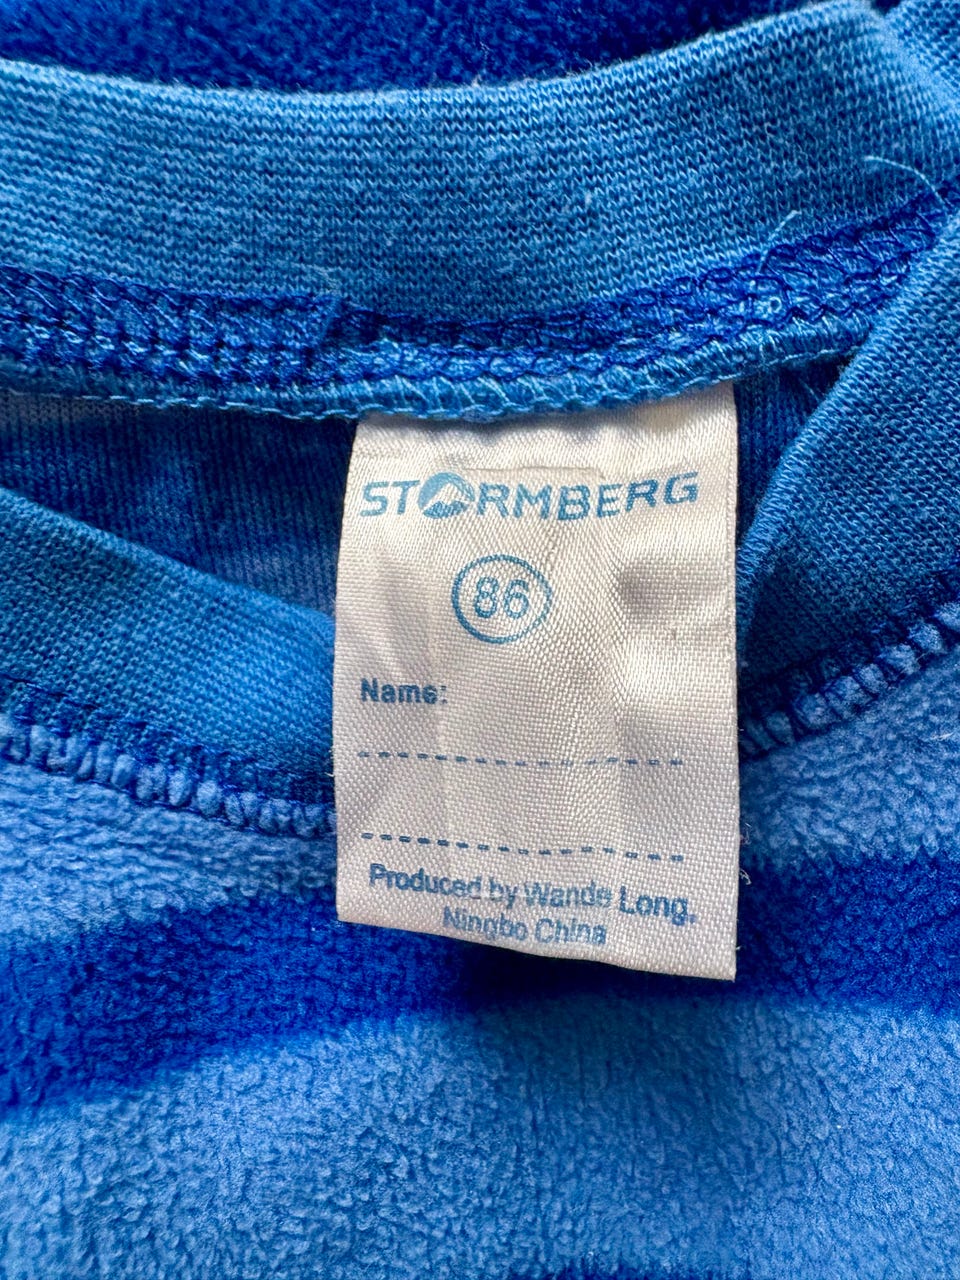 STORMBERG
86
Name:
Produced by Wande Long,
Ningbo China